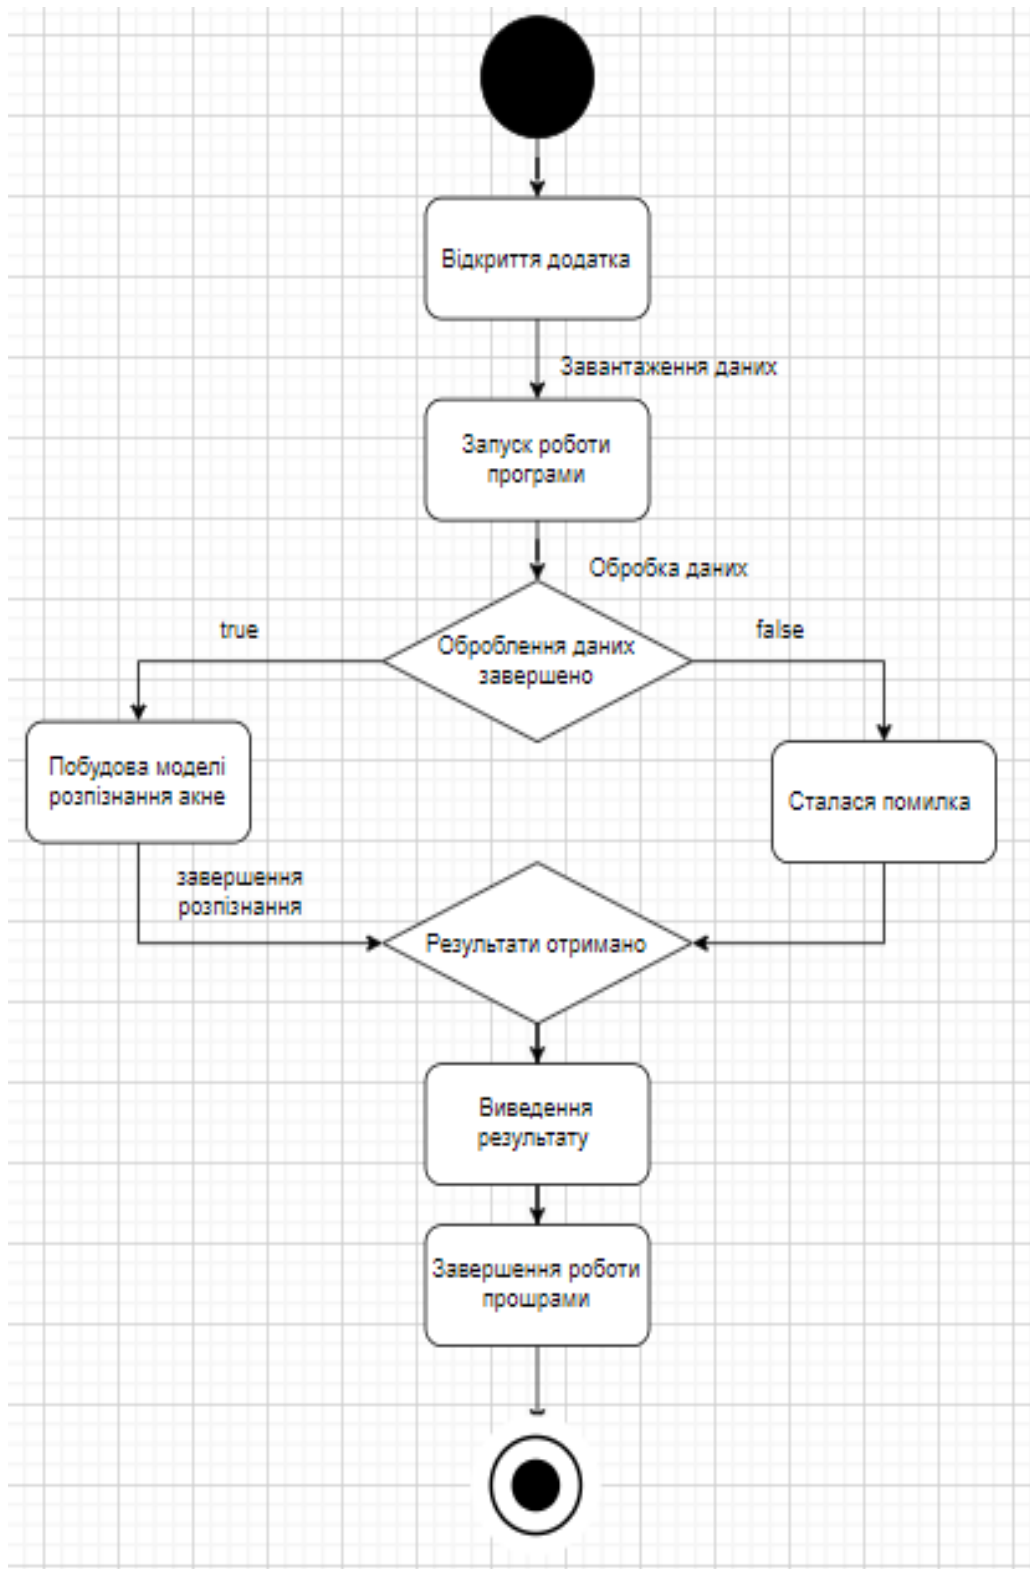 Відкриття додатка
Завантаження даних
Запуск роботи
програми
Обробка даних
true
false
Оброблення даних
завершено
Побудова моделі
розпізнання акне
Сталася помилка
завершення
розпізнання
Результати отримано
Виведення
результату
Завершення роботи
прошрами